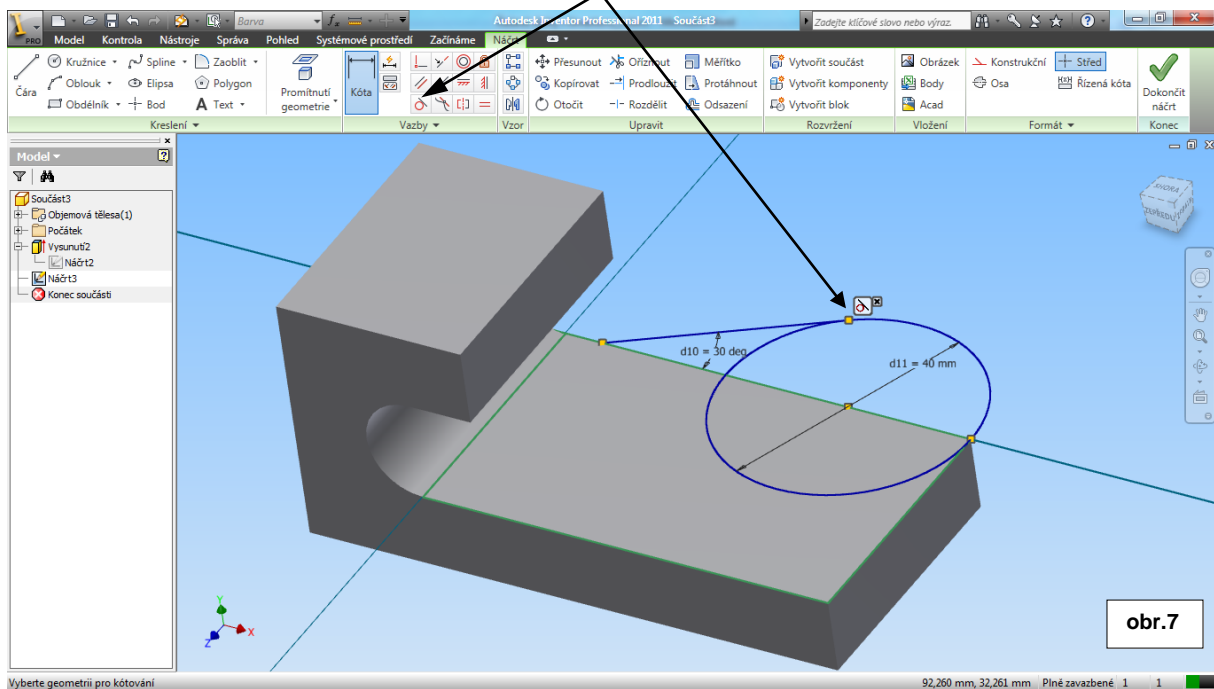 Barva Autodesk Inventor Professional 2011 Součást3 Zadejte klíčové slovo nebo výraz.
PRO Model Kontrola Nástroje Správa Pohled Systémové prostředí Začínáme Náčrt
Kružnice Spline Zaoblit Přesunout Oříznout Měřítko Vytvořit součást Obrázek Konstrukční Střed
Čára Oblouk Elipsa Polygon Promítnutí geometrie Kóta Kopírovat Prodloužit Protáhnout Vytvořit komponenty Body Osa Řízená kóta Dokončit náčrt
Obdélník Bod A Text Otočit Rozdělit Odsazení Vytvořit blok Acad
Kreslení Vazby Vzor Upravit Rozvržení Vložení Formát Konec
Model
Součást3
Objemová tělesa(1)
Počátek
Vysunutí2
Náčrt2
Náčrt3
Konec součásti
d10 = 30 deg
d11 = 40 mm
Y
X
Z
obr.7
Vyberte geometrii pro kótování 92,260 mm, 32,261 mm Plně zavazbené 1 1